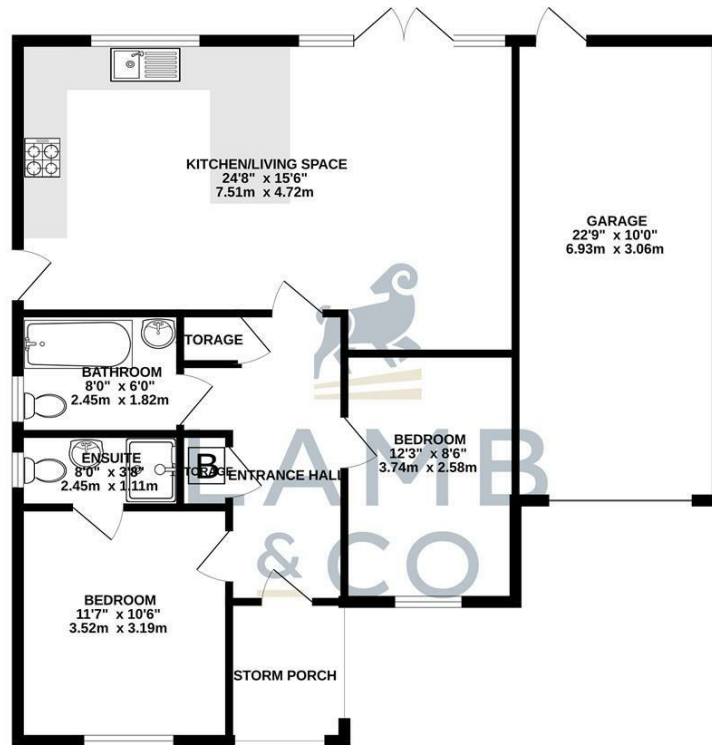 KITCHEN/LIVING SPACE
24'8" x 15'6"
7.51m x 4.72m
GARAGE
22'9" x 10'0"
6.93m x 3.06m
TORAGE
BATHROOM
8'0" x 6'0"
2.45m x 1.82m
BEDROOM
12'3" x 8'6"
3.74m x 2.58m
ENSUITE
8'0" x 3'8"
2.45m x 1.11m
TORAGE
B
ENTRANCE HALL
LAMB
& CO
BEDROOM
11'7" x 10'6"
3.52m x 3.19m
STORM PORCH